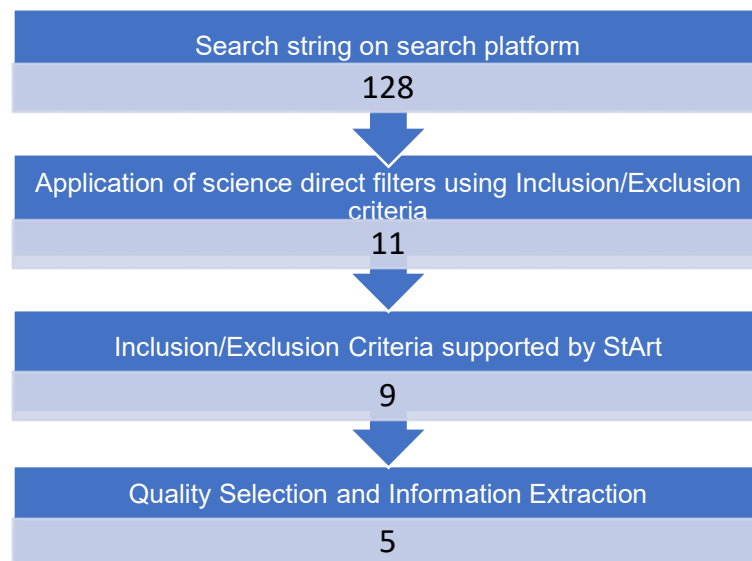 Search string on search platform
128
Application of science direct filters using Inclusion/Exclusion
criteria
11
Inclusion/Exclusion Criteria supported by StArt
9
Quality Selection and Information Extraction
5